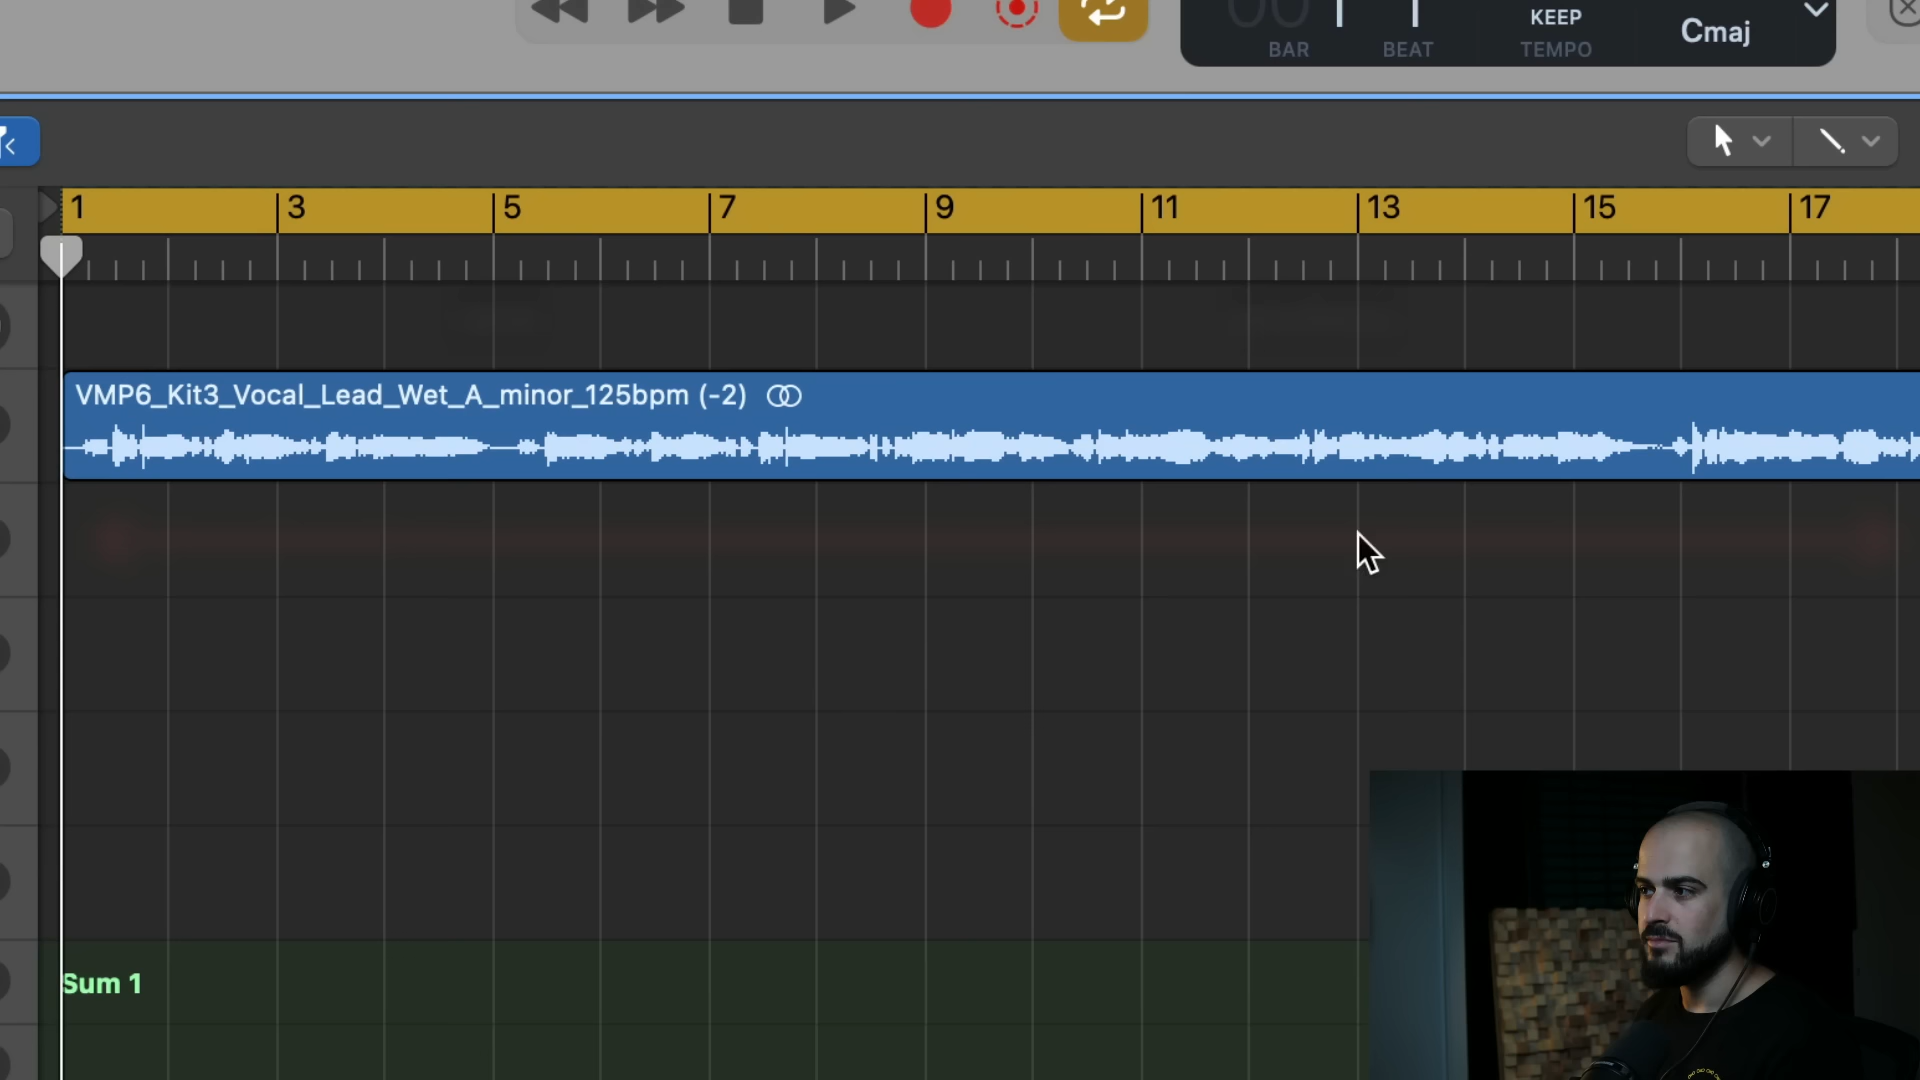 BAR
BEAT
KEEP
TEMPO
Cmaj
1
3
5
7
9
11
13
15
17
VMP6_Kit3_Vocal_Lead_Wet_A_minor_125bpm (-2)
Sum 1